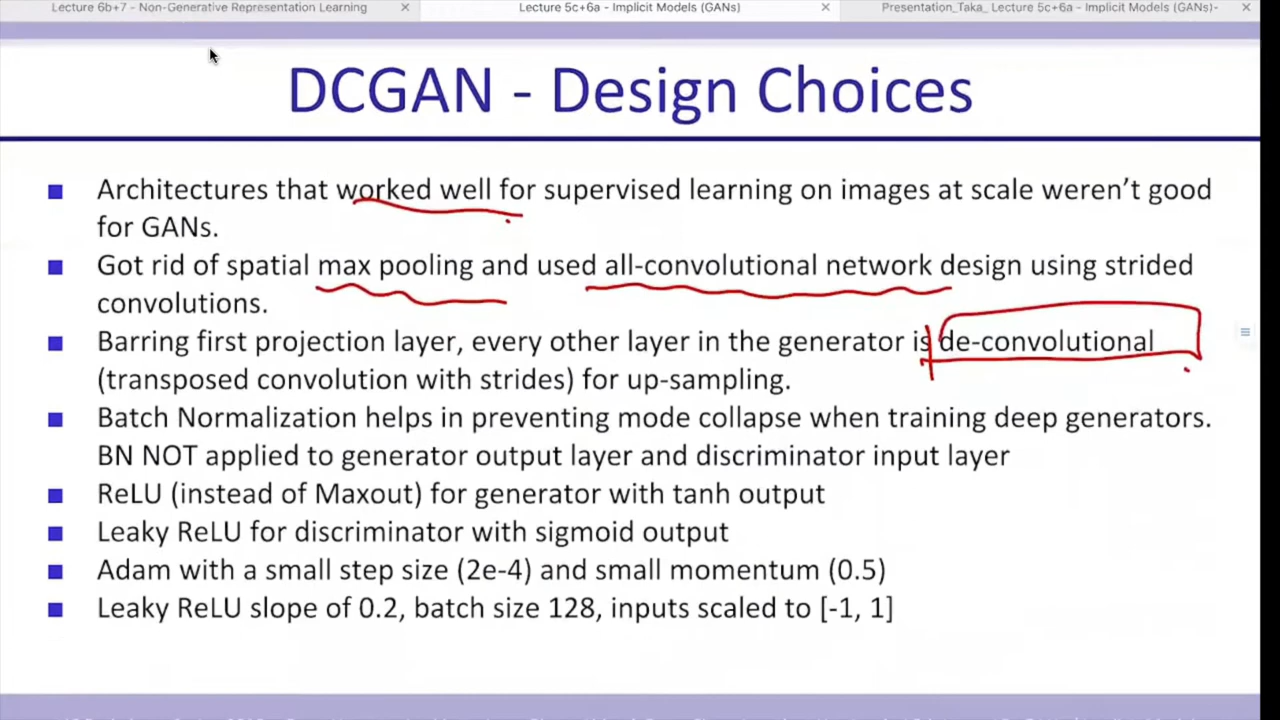 Lecture 6b+7 - Non-Generative Representation Learning
Lecture 5c+6a - Implicit Models (GANs)
Presentation_Taka_ Lecture 5c+6a - Implicit Models (GANs)-
DCGAN - Design Choices
Architectures that worked well for supervised learning on images at scale weren’t good
for GANs.
Got rid of spatial max pooling and used all-convolutional network design using strided
convolutions.
Barring first projection layer, every other layer in the generator is de-convolutional
(transposed convolution with strides) for up-sampling.
Batch Normalization helps in preventing mode collapse when training deep generators.
BN NOT applied to generator output layer and discriminator input layer
ReLU (instead of Maxout) for generator with tanh output
Leaky ReLU for discriminator with sigmoid output
Adam with a small step size (2e-4) and small momentum (0.5)
Leaky ReLU slope of 0.2, batch size 128, inputs scaled to [-1, 1]